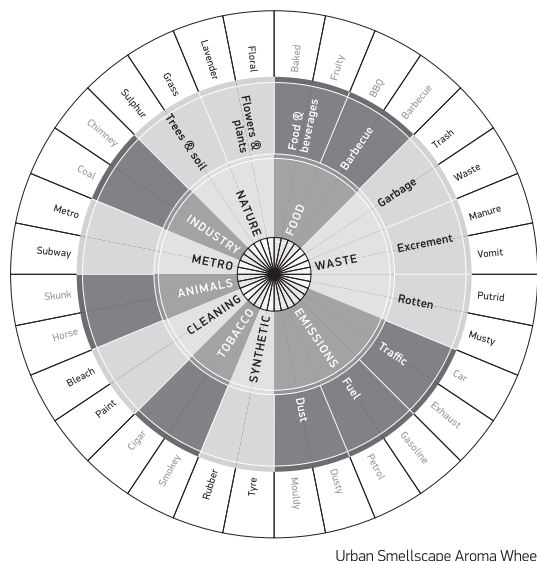 Baked
Fruity
BBQ
Barbecue
Trash
Waste
Manure
Vomit
Putrid
Musty
Car
Exhaust
Gasoline
Petrol
Dusty
Mouldy
Tyre
Rubber
Smokey
Cigar
Paint
Bleach
Horse
Skunk
Subway
Metro
Coal
Chimney
Sulphur
Grass
Lavender
Floral
Food &
beverages
Barbecue
Garbage
Excrement
Rotten
Traffic
Fuel
Dust
Trees & soil
Flowers &
plants
FOOD
WASTE
EMISSIONS
SYNTHETIC
TOBACCO
CLEANING
ANIMALS
METRO
INDUSTRY
NATURE
Urban Smellscape Aroma Whee